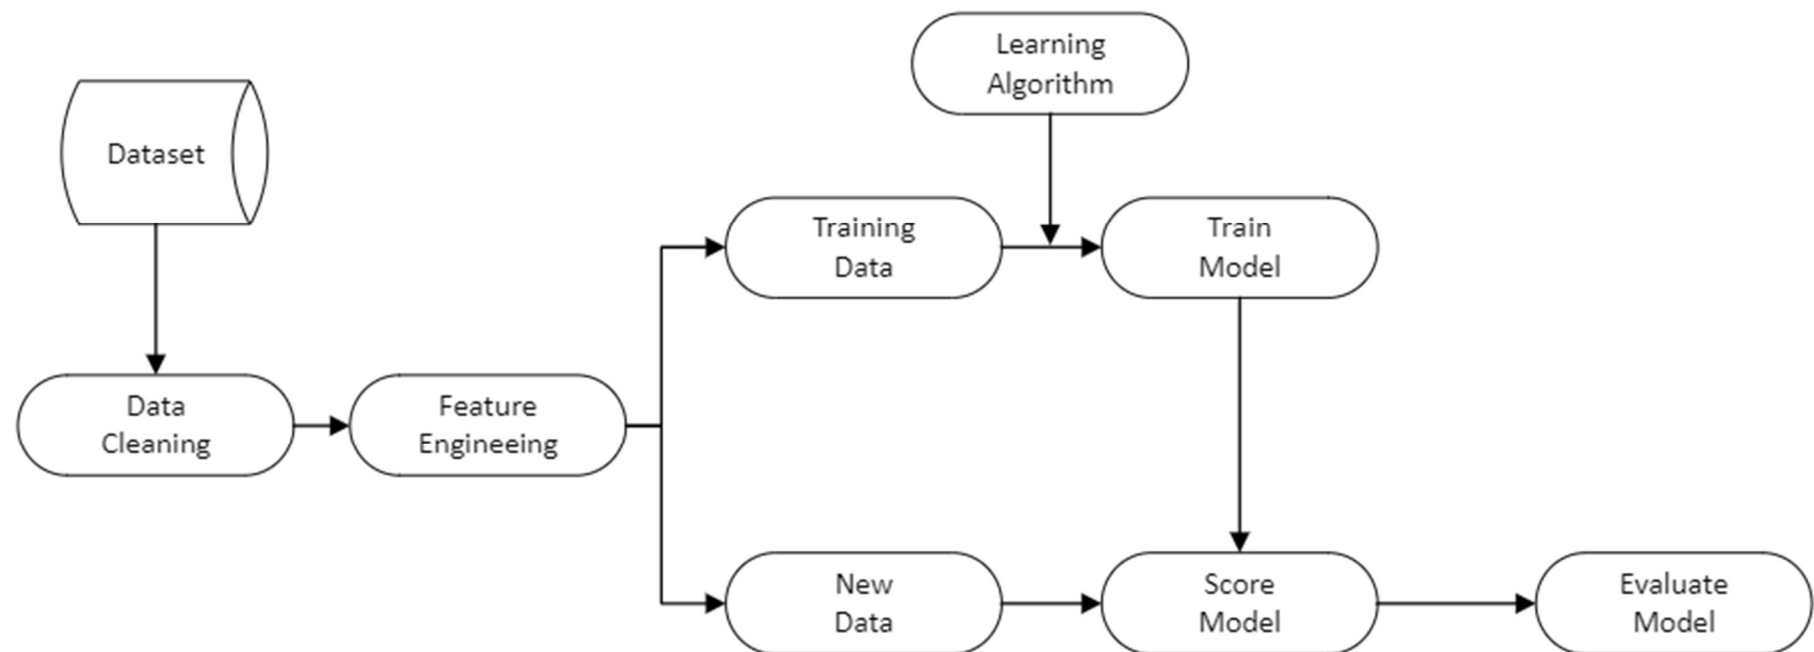 Learning
Algorithm
Dataset
Training
Data
Train
Model
Data
Cleaning
Feature
Engineeing
New
Data
Score
Model
Evaluate
Model